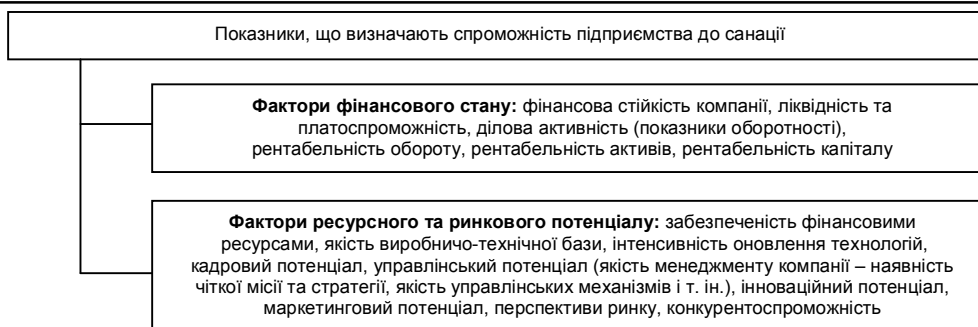 Показники, що визначають спроможність підприємства до санації
Фактори фінансового стану: фінансова стійкість компанії, ліквідність та
платоспроможність, ділова активність (показники оборотності),
рентабельність обороту, рентабельність активів, рентабельність капіталу
Фактори ресурсного та ринкового потенціалу: забезпеченість фінансовими
ресурсами, якість виробничо-технічної бази, інтенсивність оновлення технологій,
кадровий потенціал, управлінський потенціал (якість менеджменту компанії – наявність
чіткої місії та стратегії, якість управлінських механізмів і т. ін.), інноваційний потенціал,
маркетинговий потенціал, перспективи ринку, конкурентоспроможність